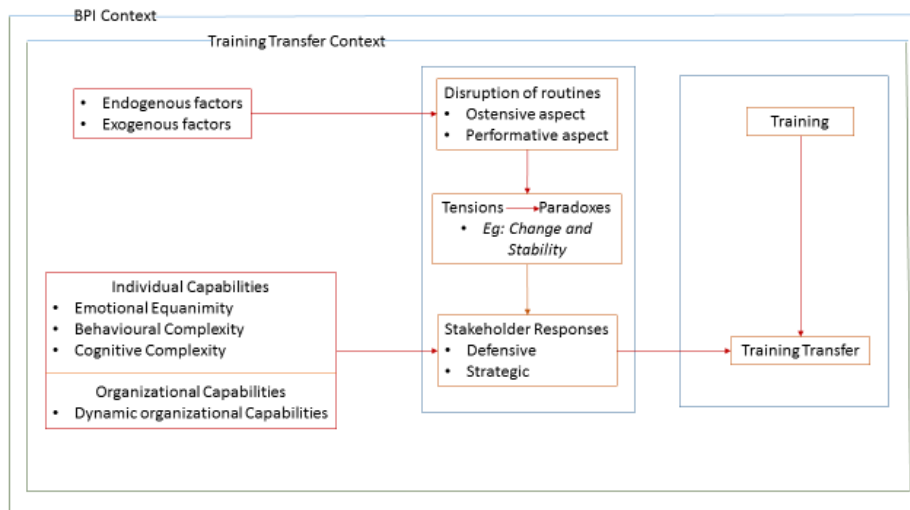 BPI Context
Training Transfer Context
• Endogenous factors
• Exogenous factors
Disruption of routines
• Ostensive aspect
• Performative aspect
Training
Tensions Paradoxes
• Eg: Change and
Stability
Individual Capabilities
• Emotional Equanimity
• Behavioural Complexity
• Cognitive Complexity
Organizational Capabilities
• Dynamic organizational Capabilities
Stakeholder Responses
• Defensive
• Strategic
Training Transfer